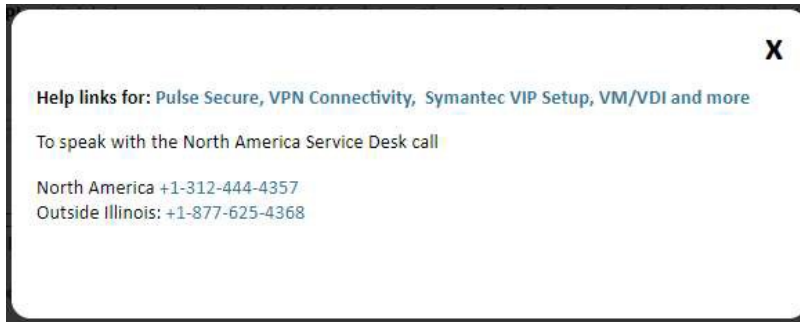 X
Help links for: Pulse Secure, VPN Connectivity, Symantec VIP Setup, VM/VDI and more
To speak with the North America Service Desk call
North America +1-312-444-4357
Outside Illinois: +1-877-625-4368